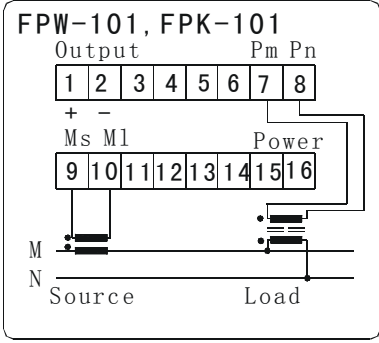 FPW-101, FPK-101
Output Pm Pn
1 2 3 4 5 6 7 8
+ -
Ms Ml Power
9 10 11 12 13 14 15 16
M
N
Source Load